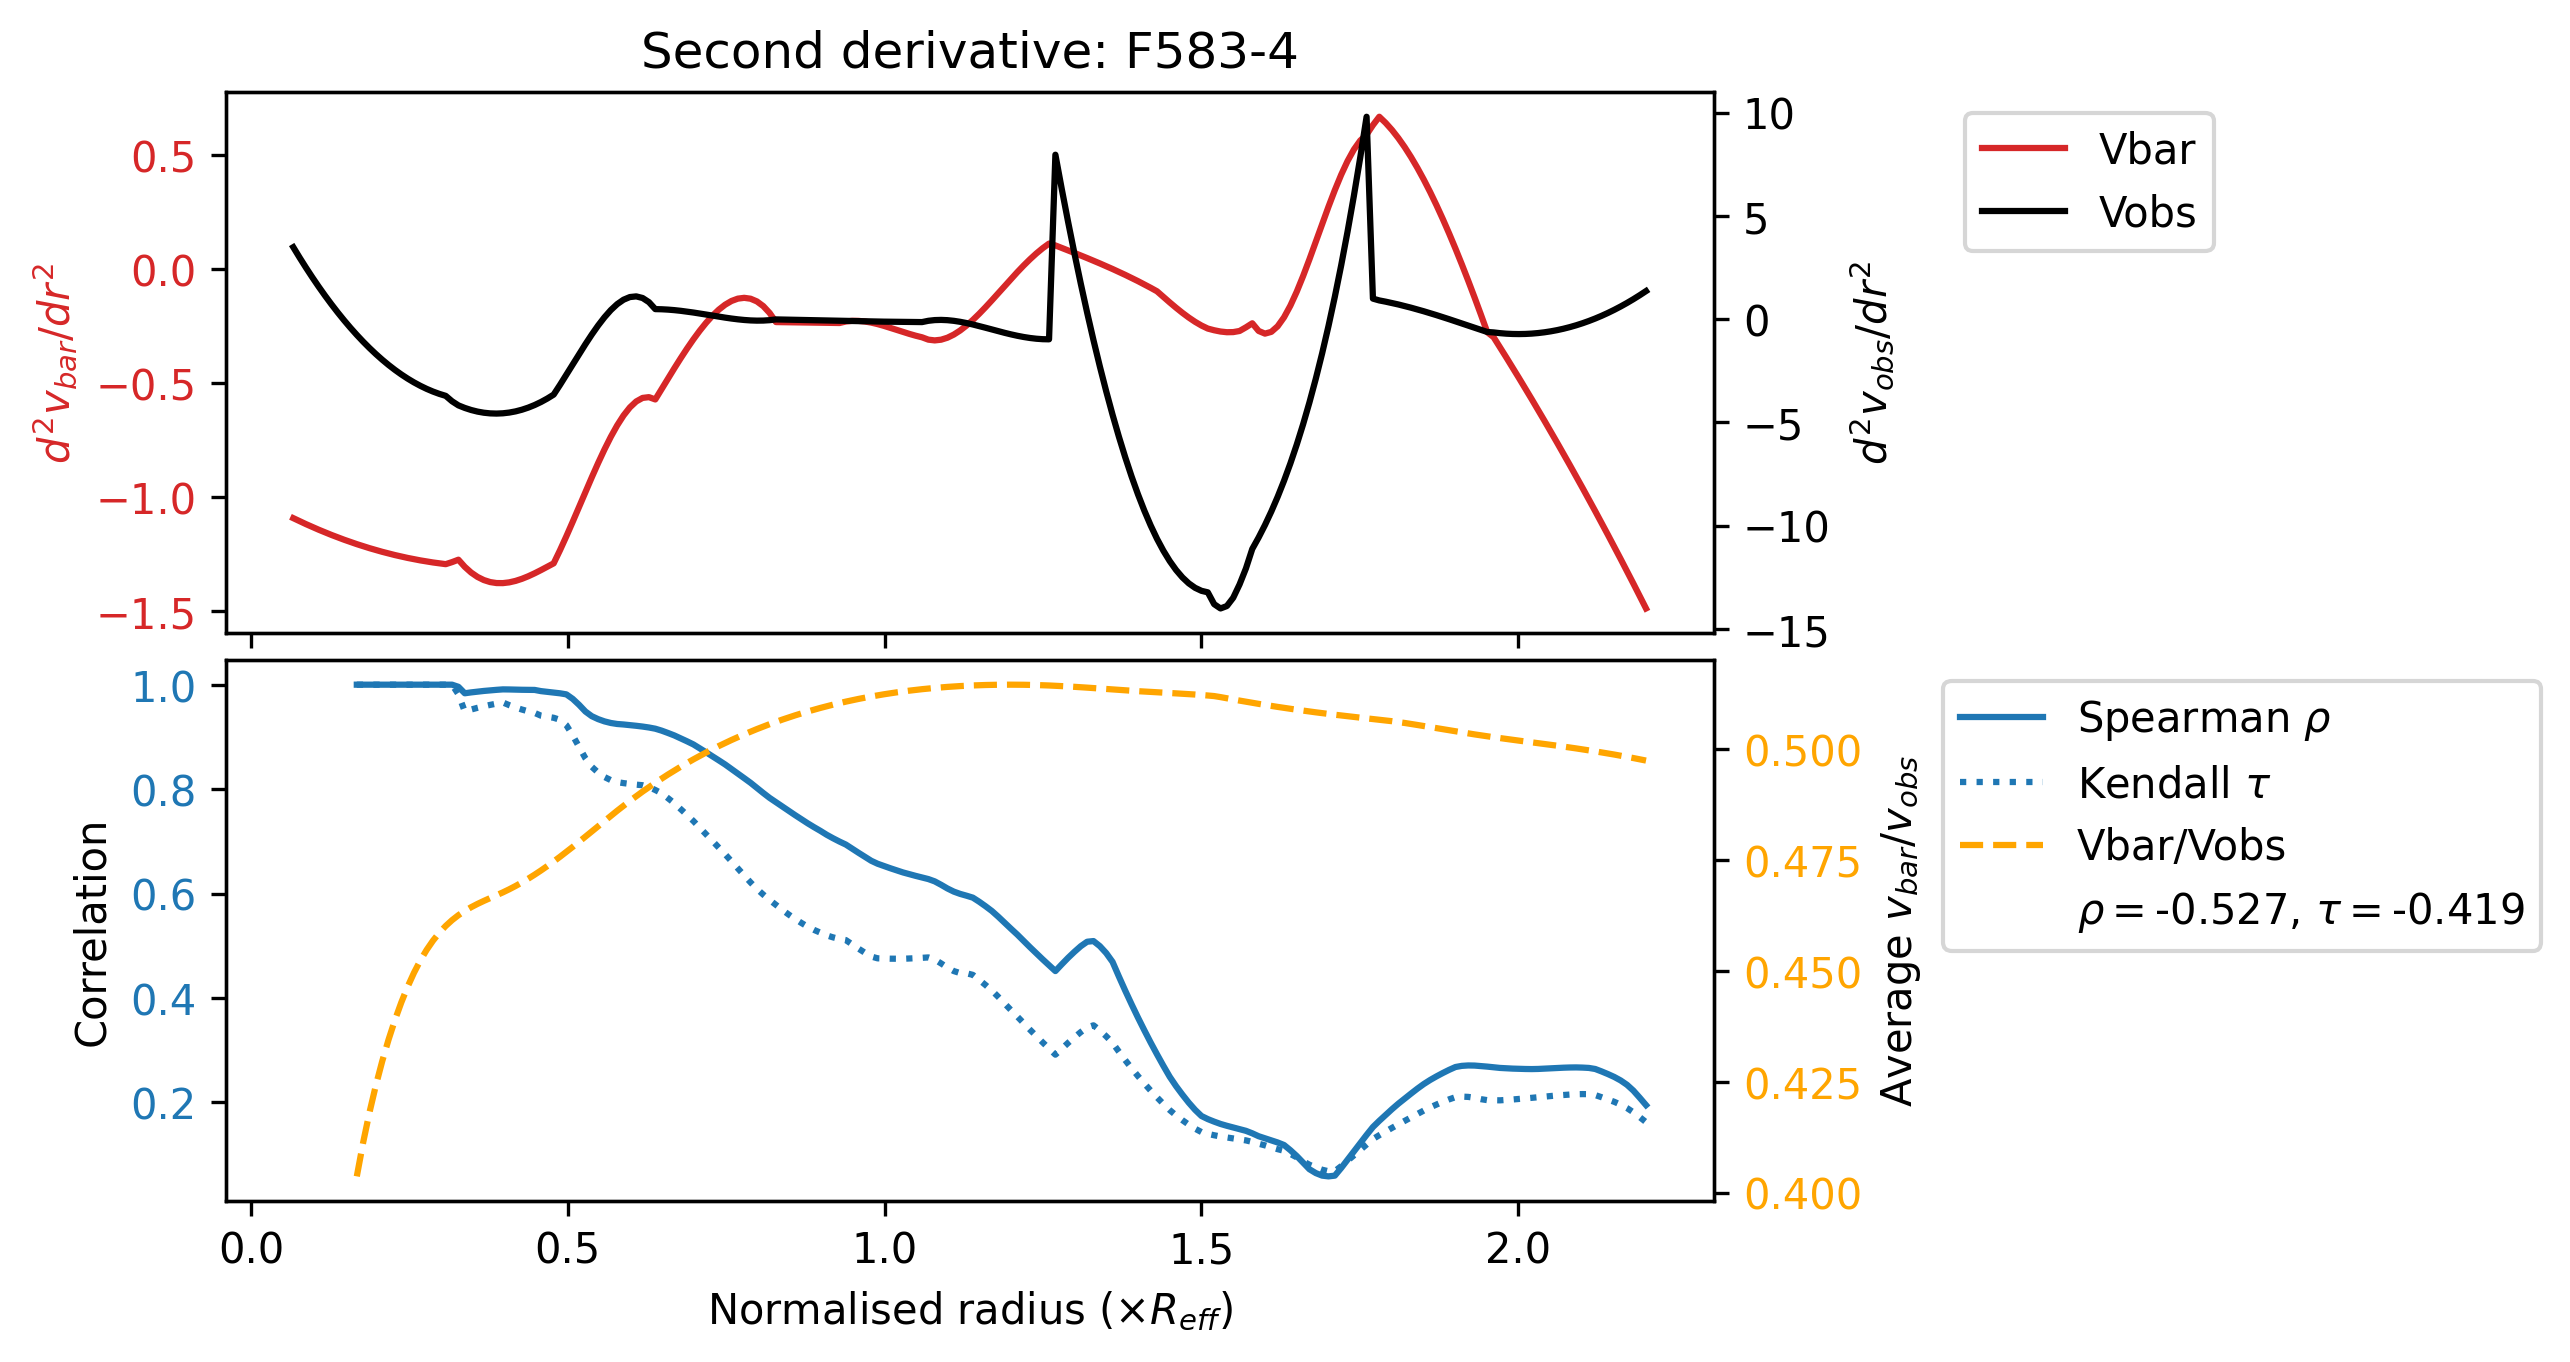 Second derivative: F583-4
0.5
0.0
−0.5
−1.0
−1.5
d²v_bar/dr²
10
5
0
−5
−10
−15
d²v_obs/dr²
Vbar
Vobs
1.0
0.8
0.6
0.4
0.2
Correlation
0.500
0.475
0.450
0.425
0.400
Average v_bar/v_obs
Spearman ρ
Kendall τ
Vbar/Vobs
ρ = -0.527, τ = -0.419
0.0 0.5 1.0 1.5 2.0
Normalised radius (×R_eff)